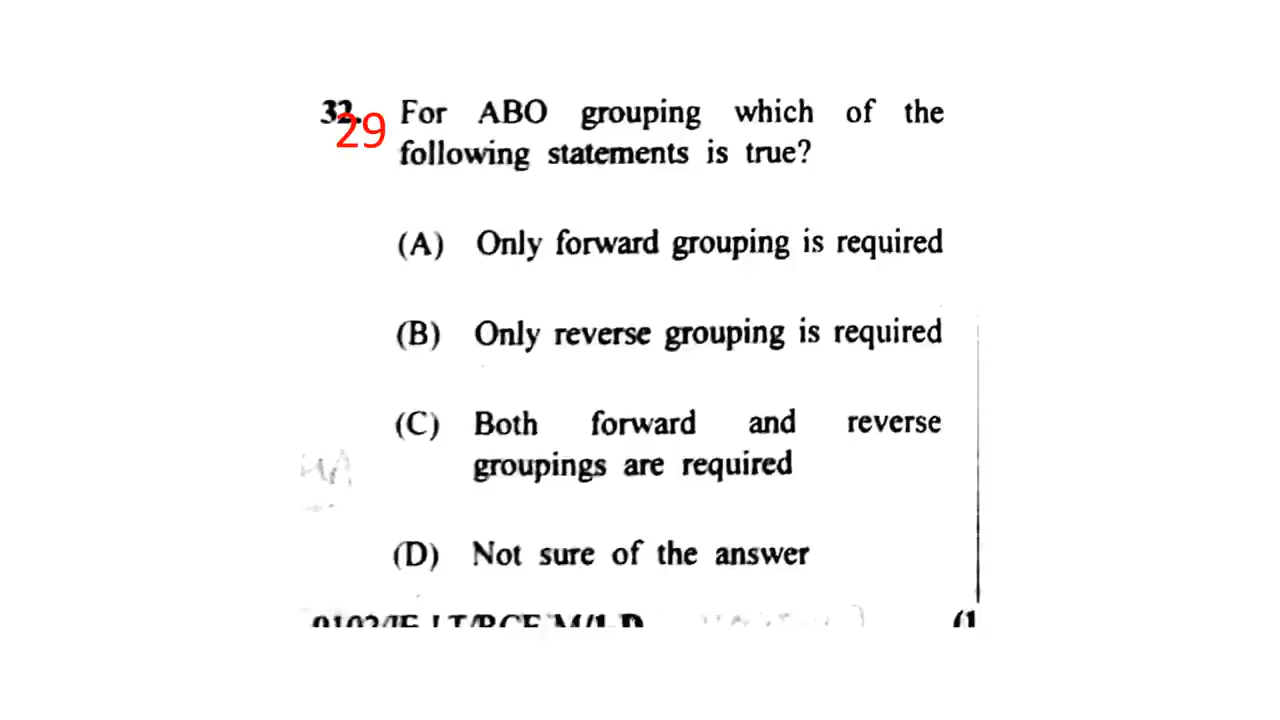 32. For ABO grouping which of the
29
following statements is true?
(A) Only forward grouping is required
(B) Only reverse grouping is required
(C) Both forward and reverse
groupings are required
(D) Not sure of the answer
(1